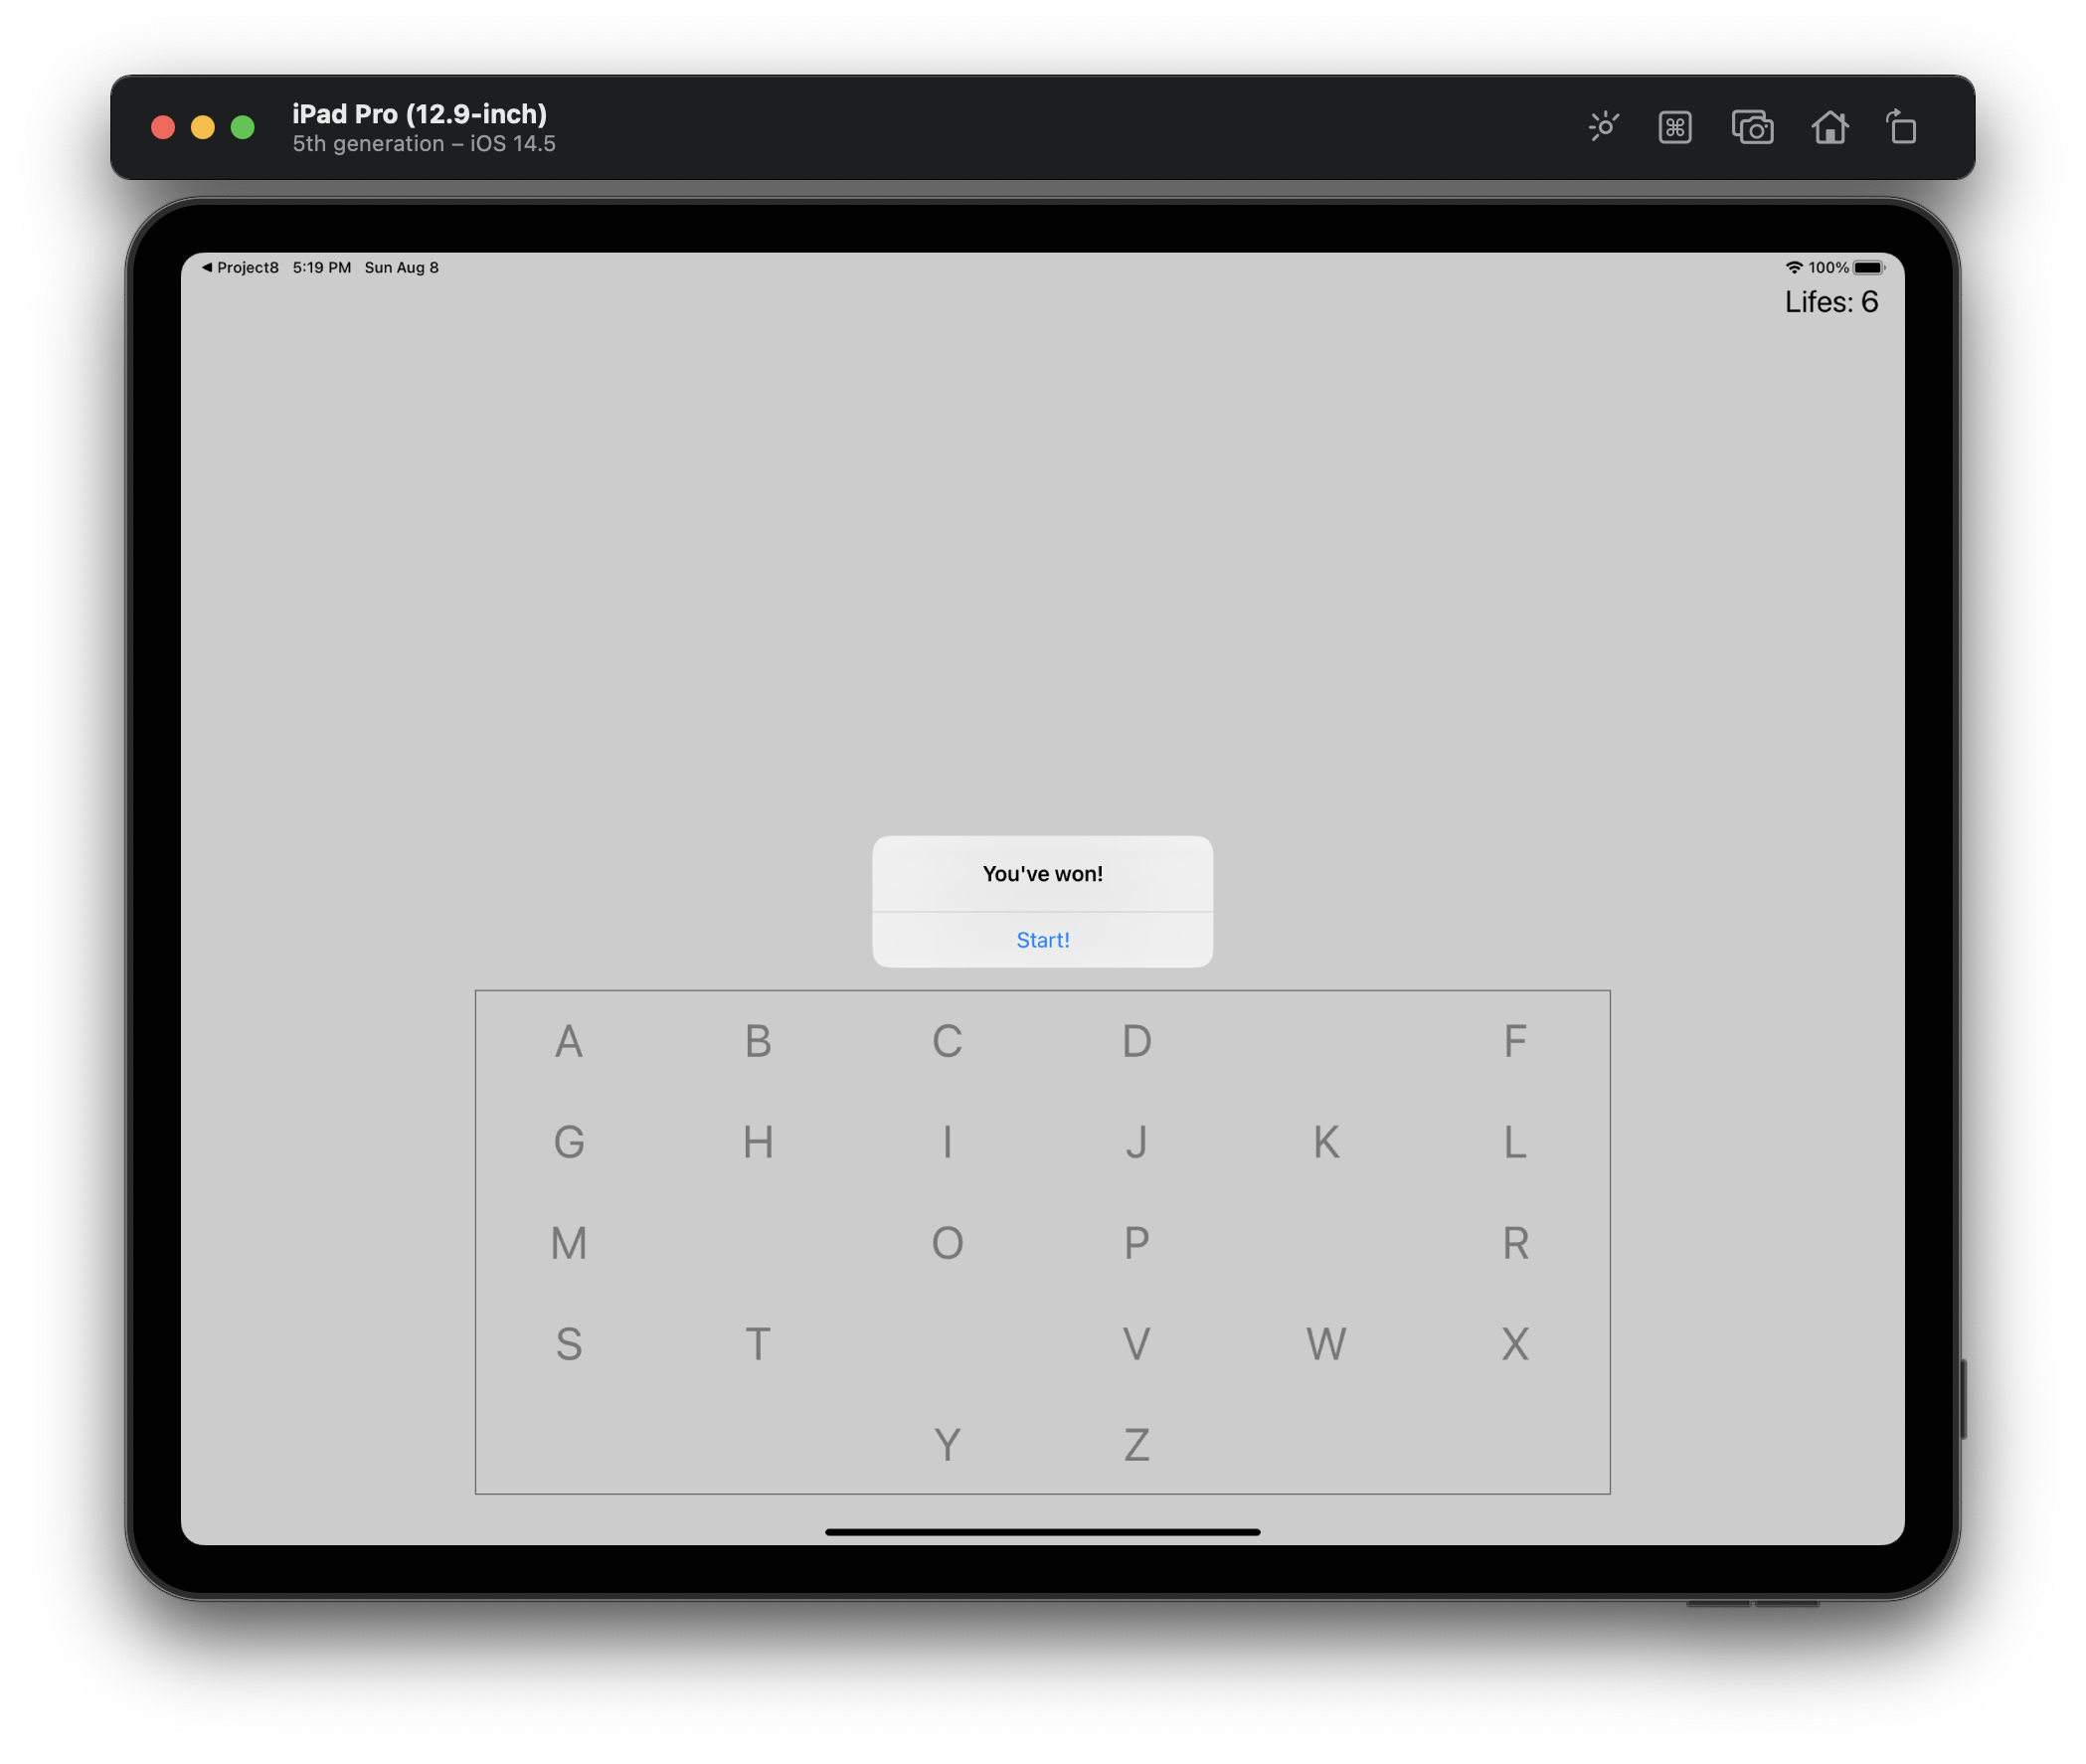 iPad Pro (12.9-inch)
5th generation – iOS 14.5
Project8 5:19 PM Sun Aug 8 100%
Lifes: 6
You've won!
Start!
A B C D F
G H I J K L
M O P R
S T V W X
Y Z